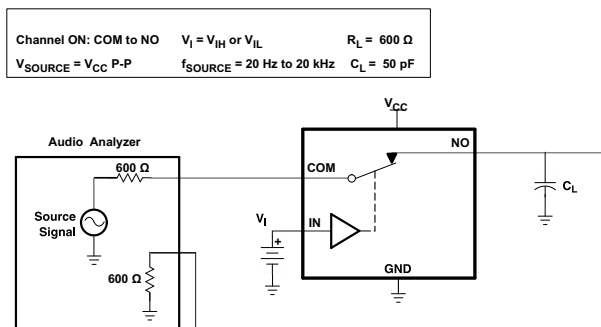 Channel ON: COM to NO V_I = V_IH or V_IL R_L = 600 Ω
V_SOURCE = V_CC P-P f_SOURCE = 20 Hz to 20 kHz C_L = 50 pF
V_CC
Audio Analyzer
NO
600 Ω
COM
C_L
Source
Signal
V_I
IN
+
600 Ω
GND